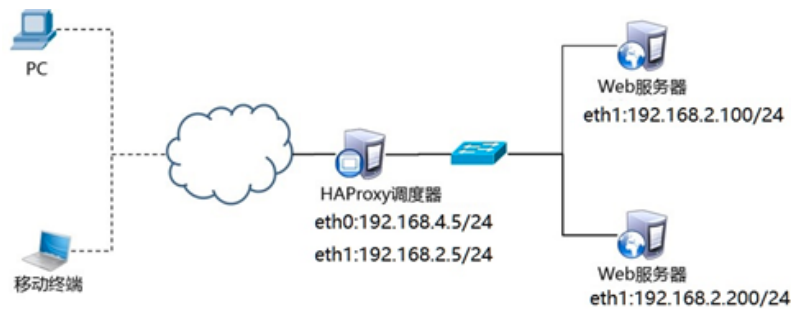 PC
移动终端
HAProxy调度器
eth0:192.168.4.5/24
eth1:192.168.2.5/24
Web服务器
eth1:192.168.2.100/24
Web服务器
eth1:192.168.2.200/24